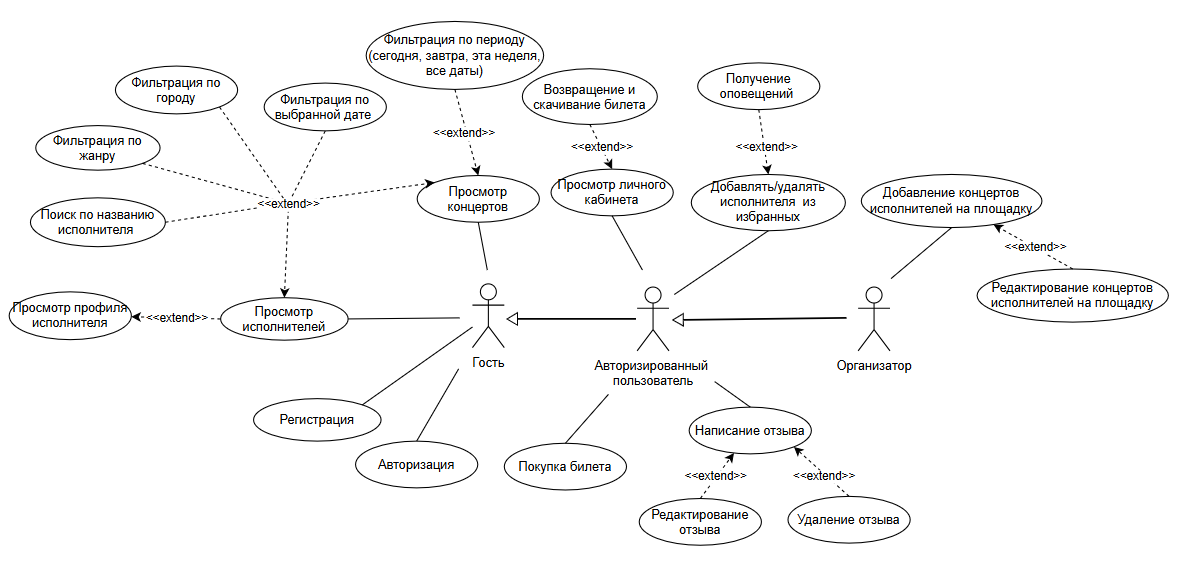 Фильтрация по периоду
(сегодня, завтра, эта неделя,
все даты)
Фильтрация по
городу
Фильтрация по
выбранной дате
Возвращение и
скачивание билета
Получение
оповещений
Фильтрация по
жанру
<<extend>>
<<extend>>
<<extend>>
Поиск по названию
исполнителя
<<extend>>
Просмотр
концертов
Просмотр личного
кабинета
Добавлять/удалять
исполнителя из
избранных
Добавление концертов
исполнителей на площадку
<<extend>>
Редактирование концертов
исполнителей на площадку
Просмотр профиля
исполнителя
<<extend>>
Просмотр
исполнителей
Гость
Авторизированный
пользователь
Организатор
Регистрация
Авторизация
Покупка билета
Написание отзыва
<<extend>>
<<extend>>
Редактирование
отзыва
Удаление отзыва